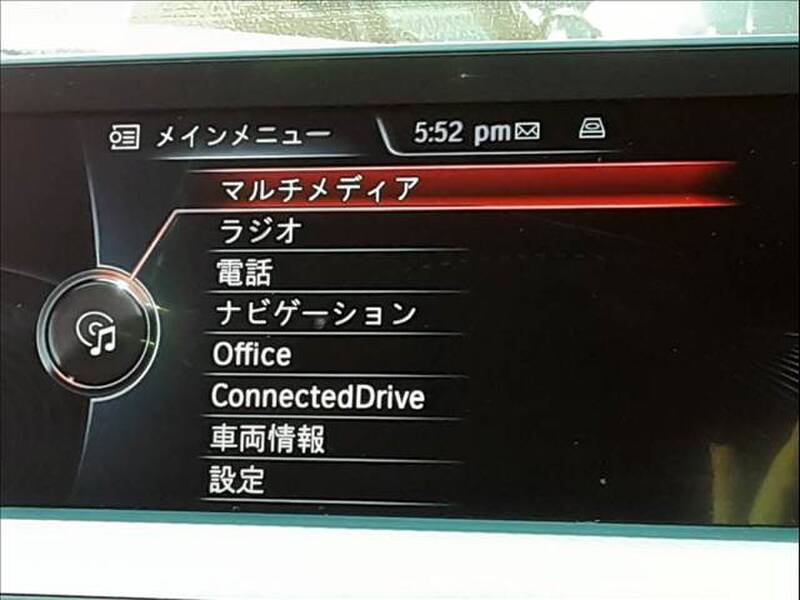 メインメニュー 5:52 pm
マルチメディア
ラジオ
電話
ナビゲーション
Office
ConnectedDrive
車両情報
設定